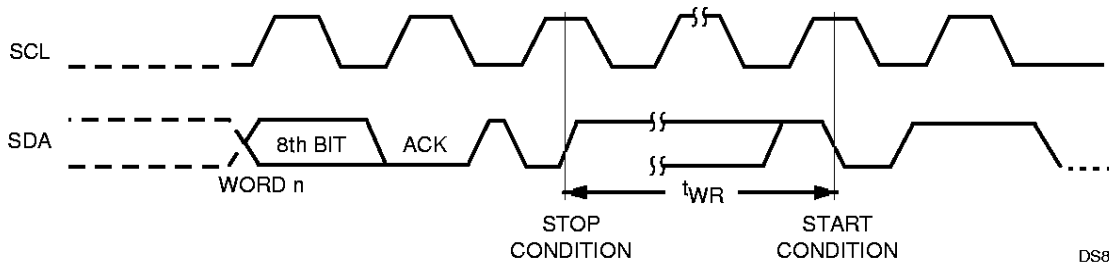 SCL
SDA
8th BIT
ACK
WORD n
tWR
STOP
CONDITION
START
CONDITION
DS8